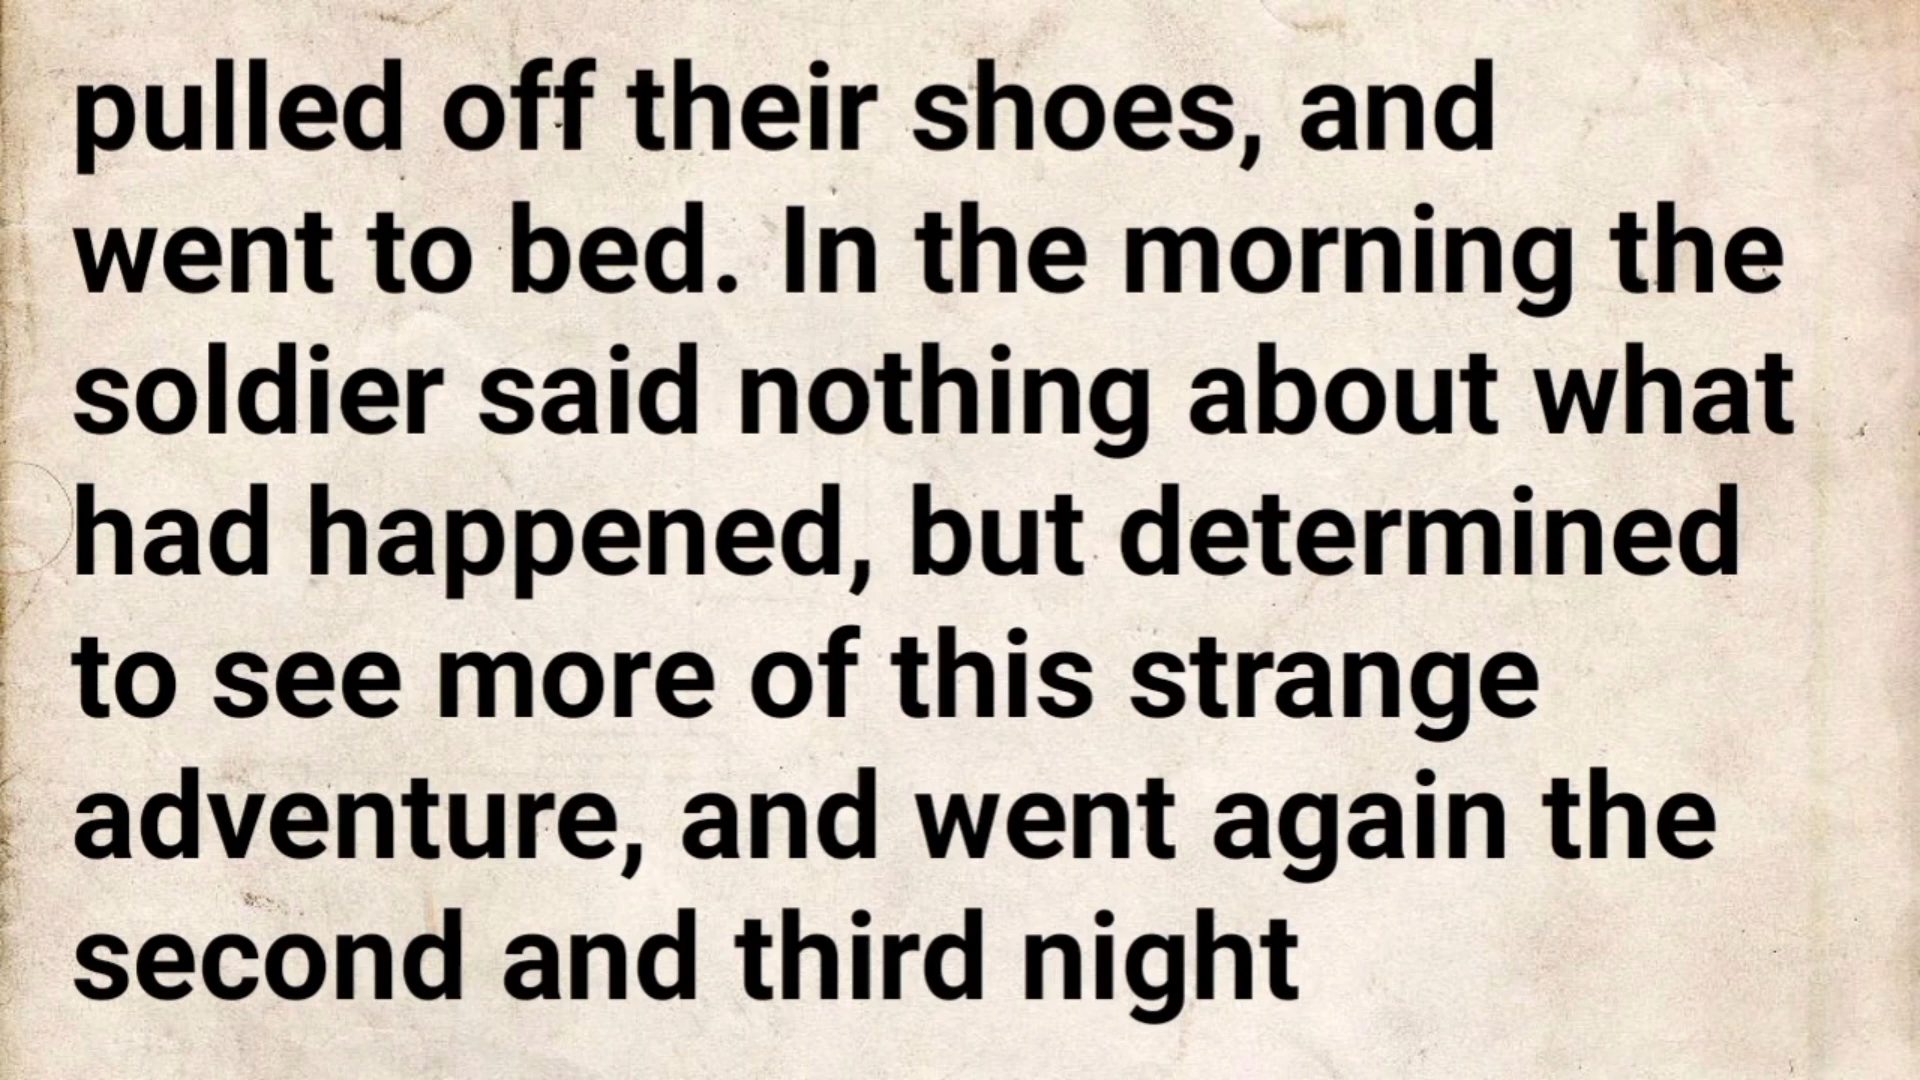 pulled off their shoes, and
went to bed. In the morning the
soldier said nothing about what
had happened, but determined
to see more of this strange
adventure, and went again the
second and third night